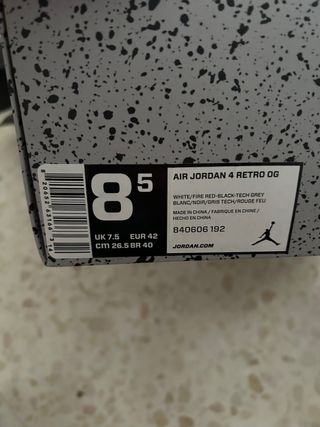 8 5
UK 7.5 EUR 42
CM 26.5 BR 40
AIR JORDAN 4 RETRO OG
WHITE/FIRE RED-BLACK-TECH GREY
BLANC/NOIR/GRIS TECH/ROUGE FEU
MADE IN CHINA / FABRIQUE EN CHINE /
HECHO EN CHINA
840606 192
JORDAN.COM